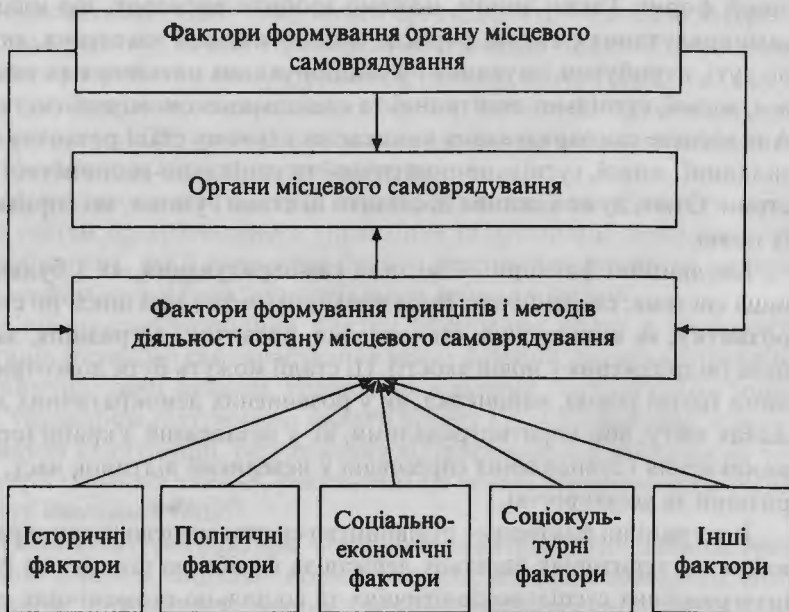 Фактори формування органу місцевого
самоврядування
Органи місцевого самоврядування
Фактори формування принципів і методів
діяльності органу місцевого самоврядування
Історичні
фактори
Політичні
фактори
Соціально-
економічні
фактори
Соціокуль-
турні
фактори
Інші
фактори